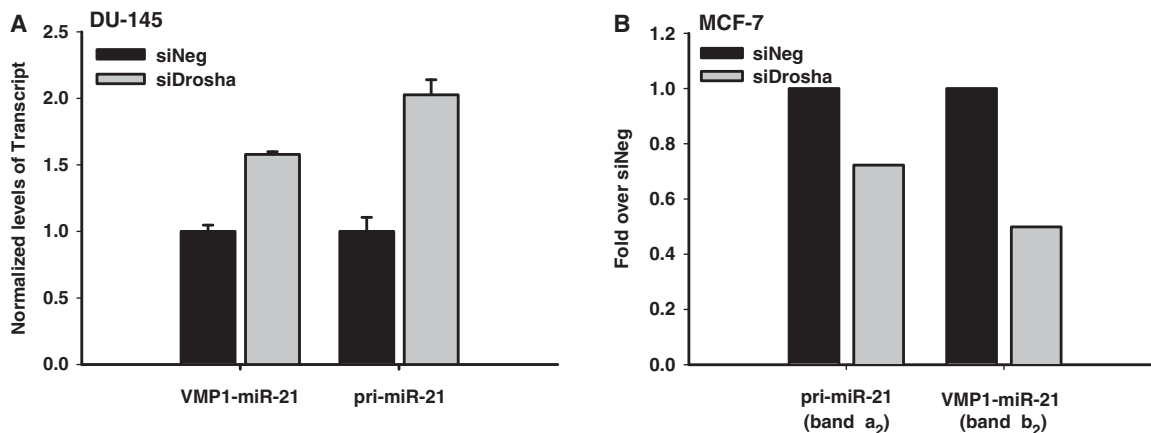 A
DU-145
siNeg
siDrosha
Normalized levels of Transcript
2.5
2.0
1.5
1.0
0.5
0.0
VMP1-miR-21
pri-miR-21
B
MCF-7
siNeg
siDrosha
Fold over siNeg
1.2
1.0
0.8
0.6
0.4
0.2
0.0
pri-miR-21
(band a2)
VMP1-miR-21
(band b2)